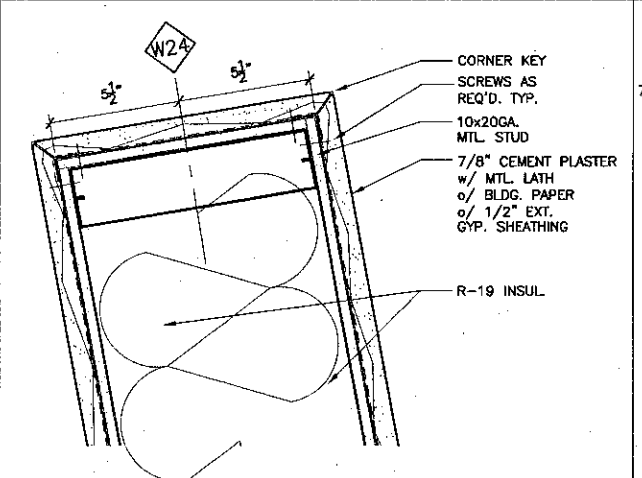 W24
5½"
5½"
CORNER KEY
SCREWS AS
REQ'D. TYP.
10x20GA.
MTL. STUD
7/8" CEMENT PLASTER
w/ MTL. LATH
o/ BLDG. PAPER
o/ 1/2" EXT.
GYP. SHEATHING
R-19 INSUL.